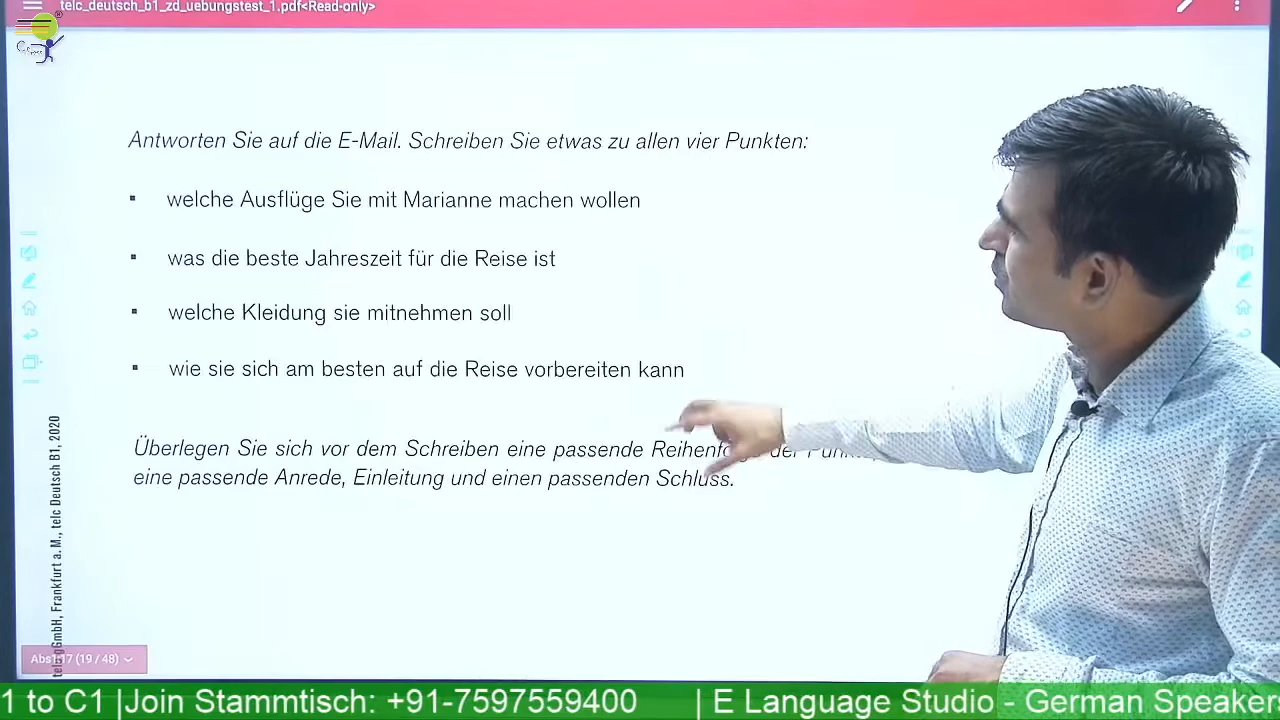 telc_deutsch_b1_zd_uebungstest_1.pdf<Read-only>
Antworten Sie auf die E-Mail. Schreiben Sie etwas zu allen vier Punkten:
▪ welche Ausflüge Sie mit Marianne machen wollen
▪ was die beste Jahreszeit für die Reise ist
▪ welche Kleidung sie mitnehmen soll
▪ wie sie sich am besten auf die Reise vorbereiten kann
Überlegen Sie sich vor dem Schreiben eine passende
eine passende Anrede, Einleitung und einen passenden Schluss.
GmbH, Frankfurt a. M., telc Deutsch B1, 2020
17 (19 / 48)
1 to C1 |Join Stammtisch: +91-7597559400 | E Language Studio - German Speaker